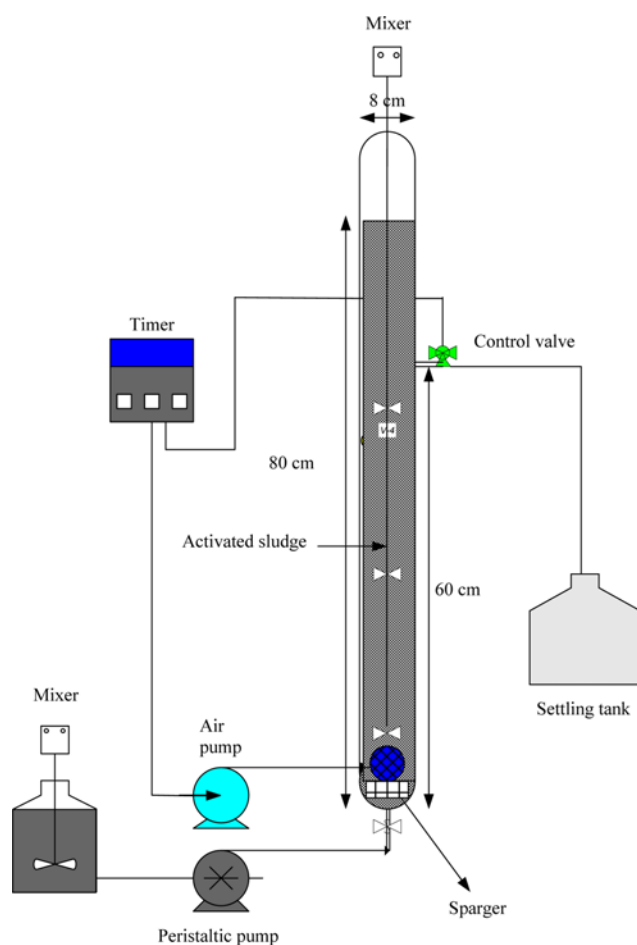 Mixer
8 cm
Timer
Control valve
V-4
80 cm
Activated sludge
60 cm
Settling tank
Mixer
Air
pump
Sparger
Peristaltic pump